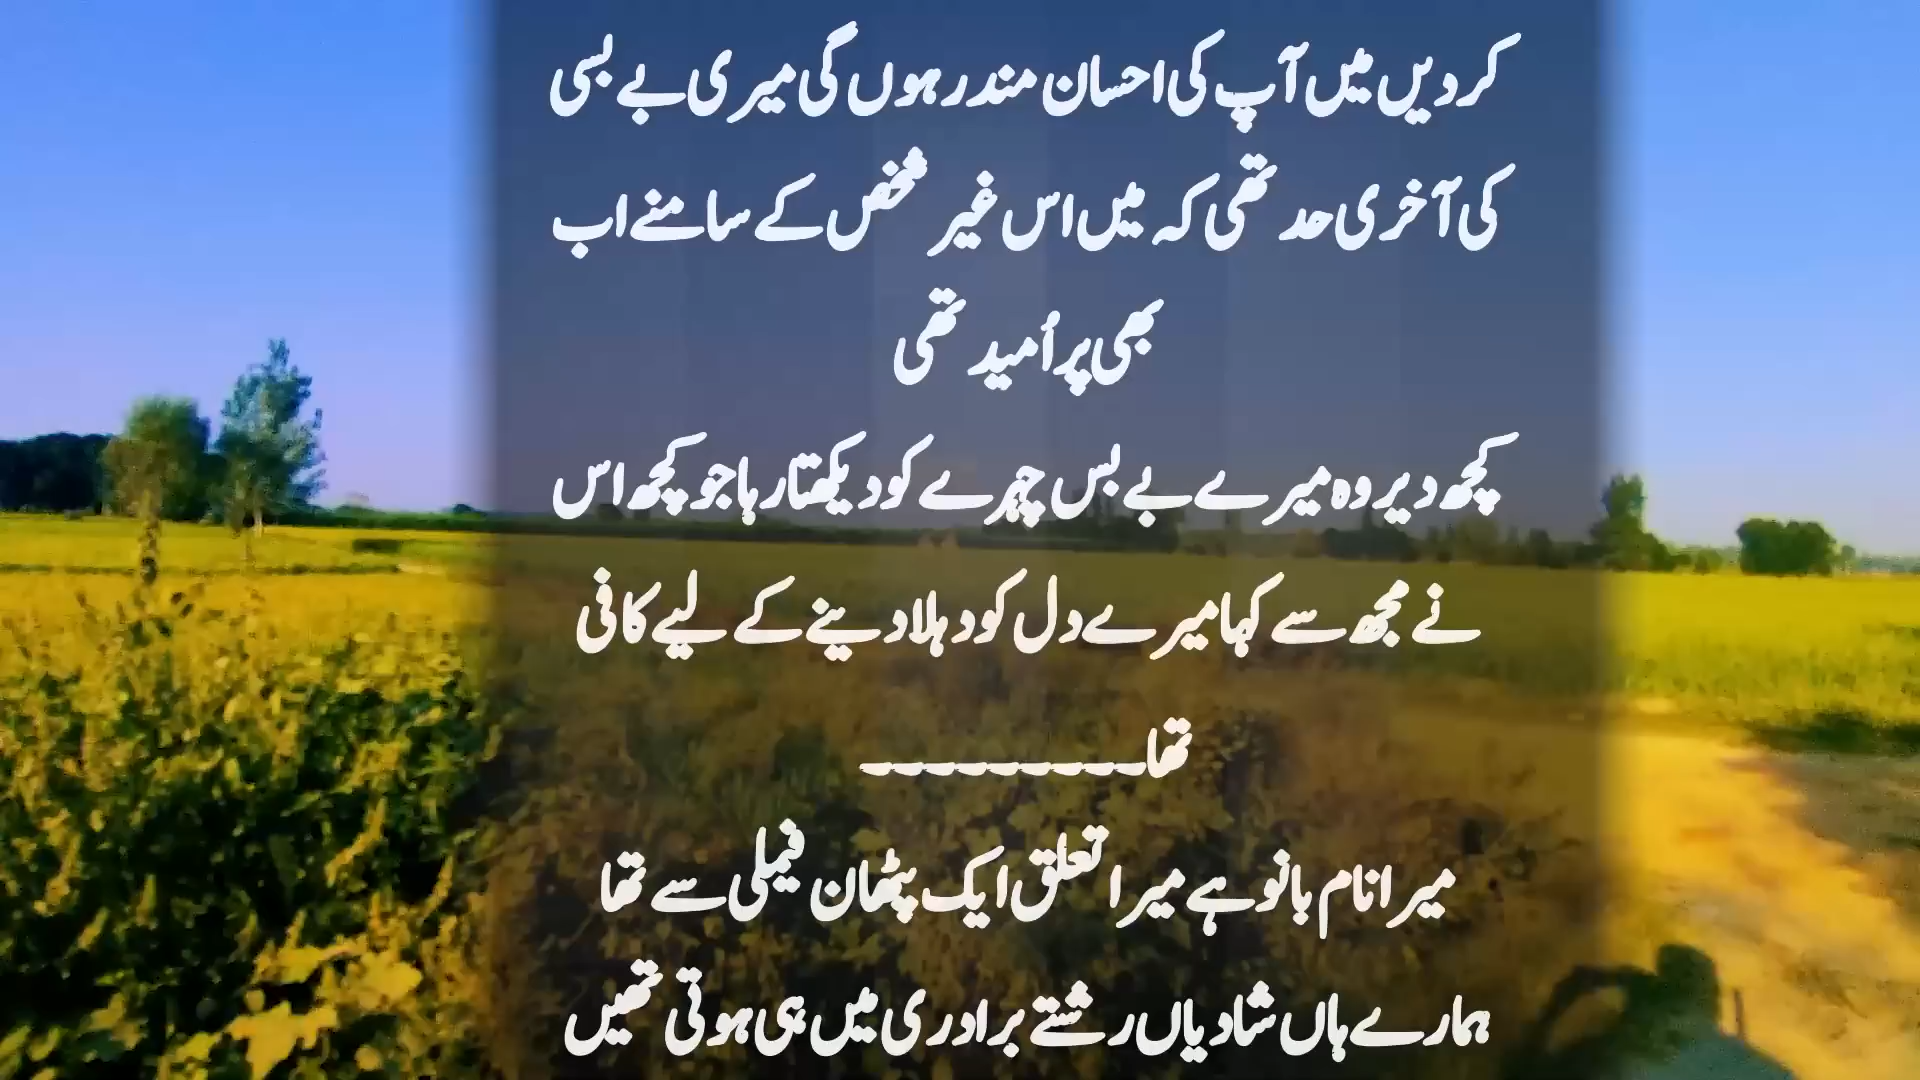 کر دیں میں آپ کی احسان مند رہوں گی میری بے بسی
کی آخری حد تھی کہ میں اس غیر شخص کے سامنے اب
بھی پر اُمید تھی
کچھ دیر وہ میرے بے بس چہرے کو دیکھتا رہا جو کچھ اس
نے مجھ سے کہا میرے دل کو دہلا دینے کے لیے کافی
تھا۔۔۔۔۔۔۔۔۔
میرا نام بانو ہے میرا تعلق ایک پٹھان فیملی سے تھا
ہمارے ہاں شادیاں رشتے برادری میں ہی ہوتی تھیں